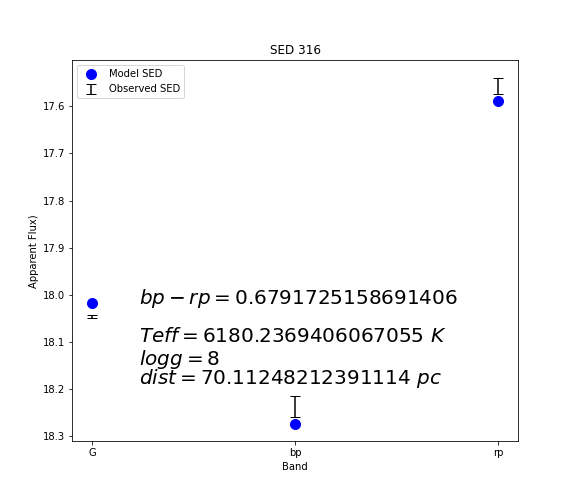 SED 316
Model SED
Observed SED
17.6
17.7
17.8
17.9
18.0
18.1
18.2
18.3
Apparent Flux)
bp − rp = 0.6791725158691406
Teff = 6180.2369406067055 K
logg = 8
dist = 70.11248212391114 pc
G bp rp
Band